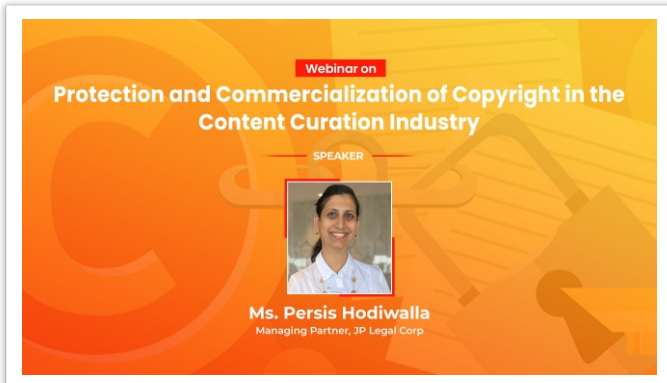 Webinar on
Protection and Commercialization of Copyright in the
Content Curation Industry
SPEAKER
Ms. Persis Hodiwalla
Managing Partner, JP Legal Corp